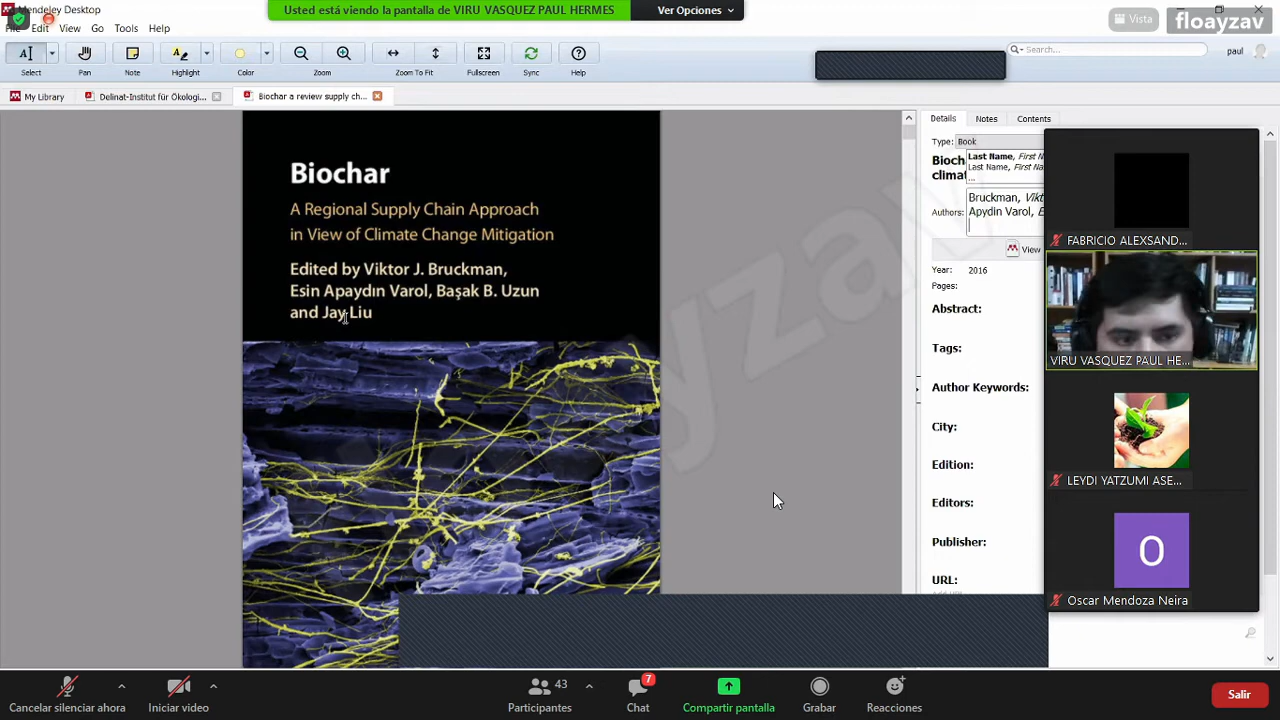 Mendeley Desktop
Usted está viendo la pantalla de VIRU VASQUEZ PAUL HERMES
Ver Opciones
Vista
floayzav
File Edit View Go Tools Help
Select
Pan
Note
Highlight
Color
Zoom
Zoom To Fit
Fullscreen
Sync
Help
Search...
paul
My Library
Delinat-Institut für Ökologi...
Biochar a review supply ch...
Details
Notes
Contents
Type: Book
Bioch
climat
Last Name, First N
Last Name, First Na
...
Authors:
Bruckman, Vikt
Apydin Varol, E
View
Year: 2016
Pages:
Abstract:
Tags:
Author Keywords:
City:
Edition:
Editors:
Publisher:
URL:
Biochar
A Regional Supply Chain Approach
in View of Climate Change Mitigation
Edited by Viktor J. Bruckman,
Esin Apaydın Varol, Başak B. Uzun
and Jay Liu
FABRICIO ALEXSAND...
VIRU VASQUEZ PAUL HE...
LEYDI YATZUMI ASE...
O
Oscar Mendoza Neira
Cancelar silenciar ahora
Iniciar video
43
Participantes
7
Chat
Compartir pantalla
Grabar
Reacciones
Salir